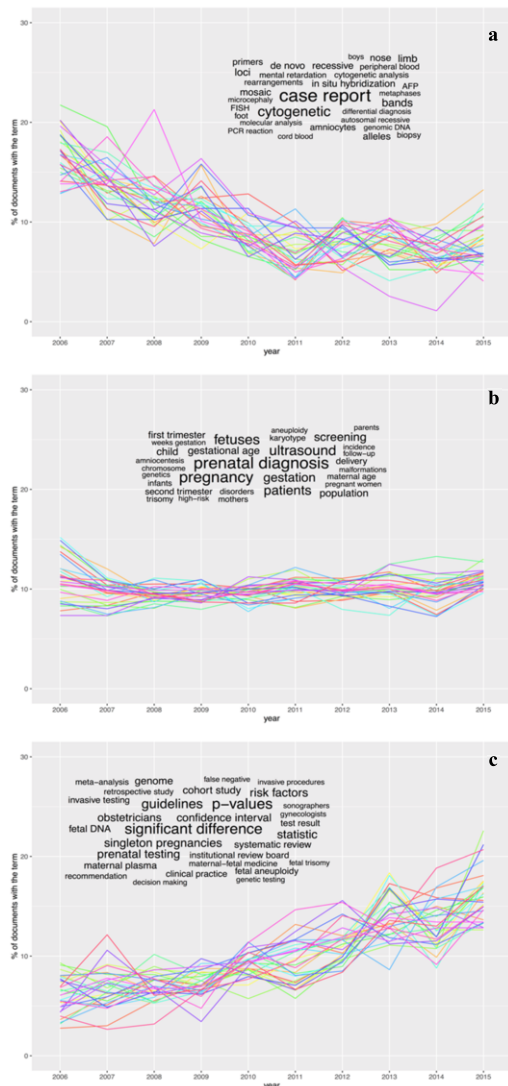 a
30
20
10
0
% of documents with the term
boys nose limb
primers de novo recessive peripheral blood
loci mental retardation cytogenetic analysis
rearrangements in situ hybridization AFP
mosaic case report metaphases
microcephaly bands
FISH cytogenetic differential diagnosis
foot autosomal recessive
molecular analysis amniocytes genomic DNA
PCR reaction cord blood alleles biopsy
2006 2007 2008 2009 2010 2011 2012 2013 2014 2015
year
b
30
20
10
0
% of documents with the term
first trimester fetuses aneuploidy screening parents
weeks gestation karyotype
child gestational age ultrasound incidence
follow-up
amniocentesis prenatal diagnosis delivery
chromosome malformations
genetics pregnancy gestation maternal age
infants pregnant women
second trimester disorders patients population
trisomy high-risk mothers
2006 2007 2008 2009 2010 2011 2012 2013 2014 2015
year
c
30
20
10
0
% of documents with the term
meta-analysis genome false negative invasive procedures
retrospective study cohort study risk factors
invasive testing guidelines p-values sonographers
obstetricians confidence interval gynecologists
test result
fetal DNA significant difference statistic
singleton pregnancies systematic review
prenatal testing institutional review board
maternal plasma maternal-fetal medicine fetal trisomy
recommendation clinical practice fetal aneuploidy
decision making genetic testing
2006 2007 2008 2009 2010 2011 2012 2013 2014 2015
year